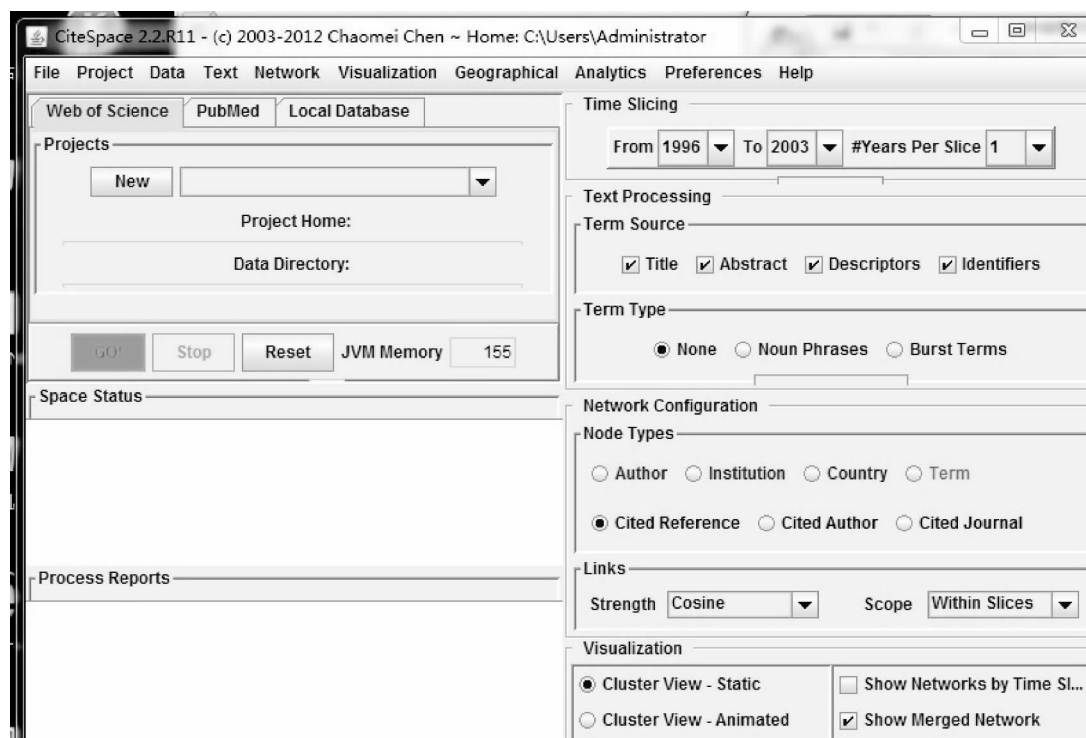 CiteSpace 2.2.R11 - (c) 2003-2012 Chaomei Chen ~ Home: C:\Users\Administrator
File Project Data Text Network Visualization Geographical Analytics Preferences Help
Web of Science PubMed Local Database
Projects
New
Project Home:
Data Directory:
GO! Stop Reset JVM Memory 155
Space Status
Process Reports
Time Slicing
From 1996 To 2003 #Years Per Slice 1
Text Processing
Term Source
Title Abstract Descriptors Identifiers
Term Type
None Noun Phrases Burst Terms
Network Configuration
Node Types
Author Institution Country Term
Cited Reference Cited Author Cited Journal
Links
Strength Cosine Scope Within Slices
Visualization
Cluster View - Static Show Networks by Time Sl...
Cluster View - Animated Show Merged Network